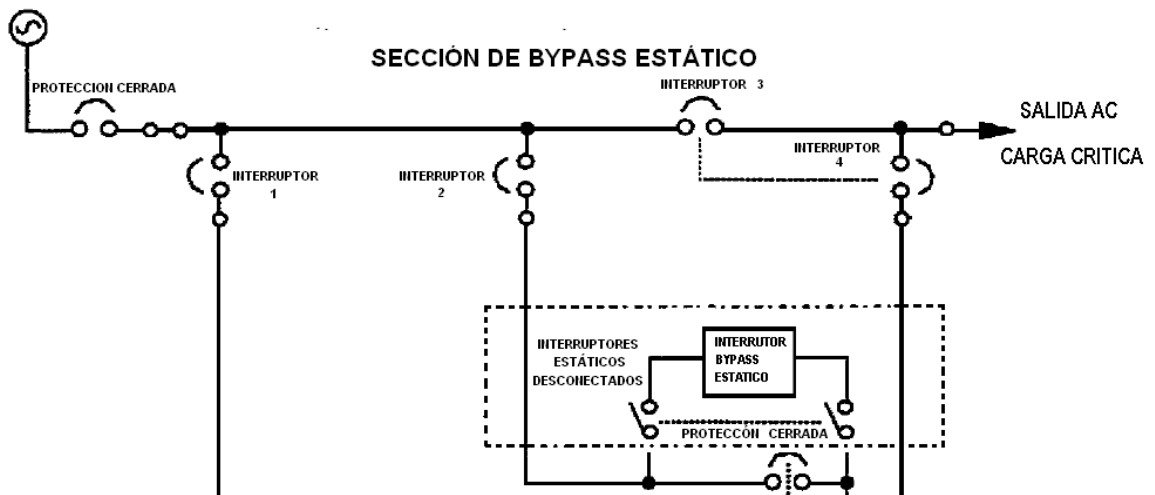 SECCIÓN DE BYPASS ESTÁTICO
PROTECCION CERRADA
INTERRUPTOR 3
SALIDA AC
CARGA CRITICA
INTERRUPTOR
1
INTERRUPTOR
2
INTERRUPTOR
4
INTERRUPTORES
ESTÁTICOS
DESCONECTADOS
INTERRUTOR
BYPASS
ESTATICO
PROTECCÓN CERRADA